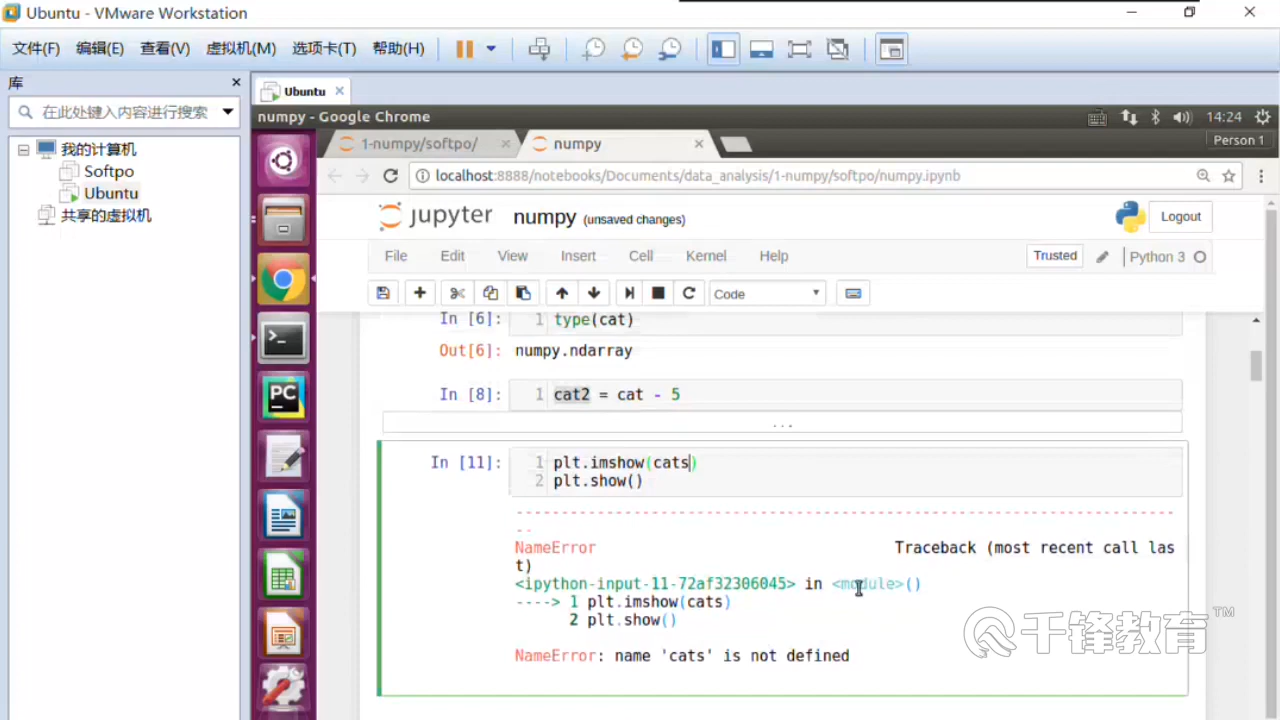 Ubuntu - VMware Workstation
文件(F) 编辑(E) 查看(V) 虚拟机(M) 选项卡(T) 帮助(H)
库
在此处键入内容进行搜索
我的计算机
Softpo
Ubuntu
共享的虚拟机
Ubuntu
numpy - Google Chrome
14:24
1-numpy/softpo/
numpy
Person 1
localhost:8888/notebooks/Documents/data_analysis/1-numpy/softpo/numpy.ipynb
jupyter numpy (unsaved changes)
Logout
File Edit View Insert Cell Kernel Help
Trusted
Python 3
Code
In [6]: 1 type(cat)
Out[6]: numpy.ndarray
In [8]: 1 cat2 = cat - 5
...
In [11]: 1 plt.imshow(cats)
2 plt.show()
---------------------------------------------------------------------------
NameError Traceback (most recent call las
t)
<ipython-input-11-72af32306045> in <module>()
----> 1 plt.imshow(cats)
2 plt.show()
NameError: name 'cats' is not defined
千锋教育™
PC